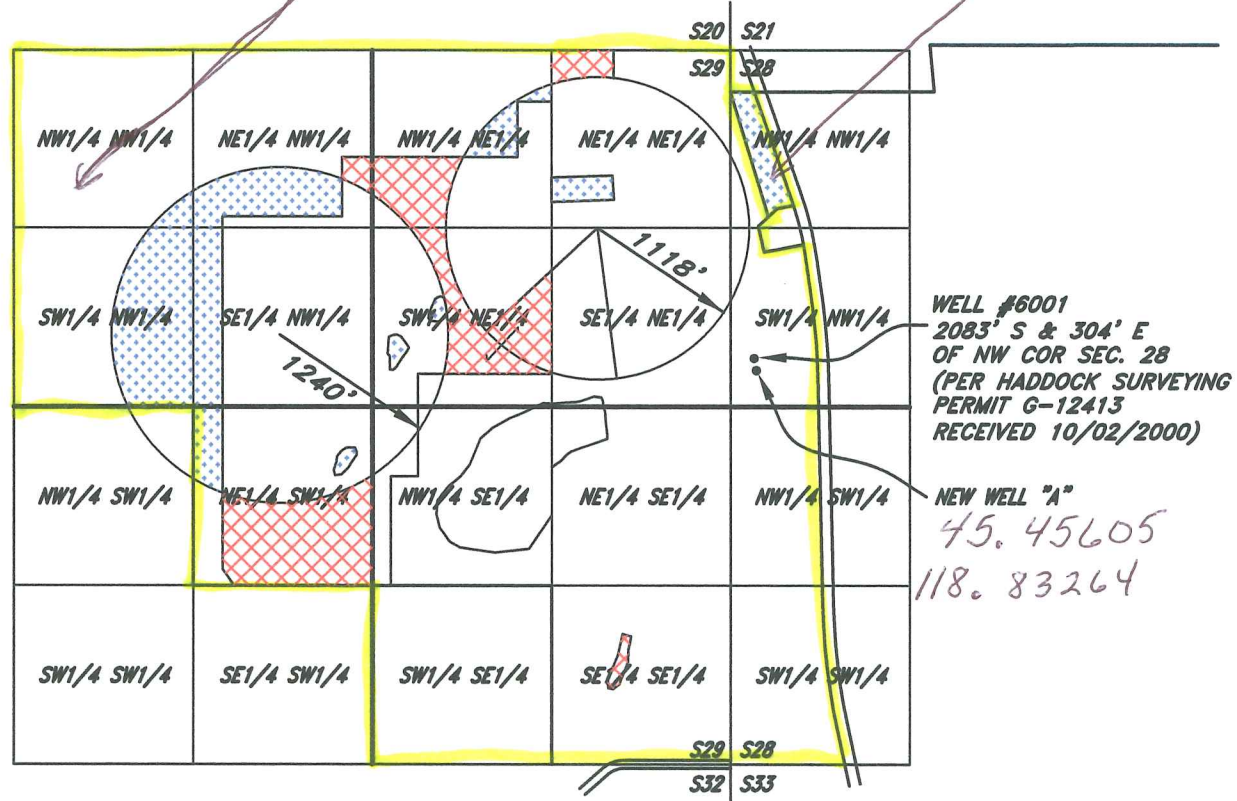 S20 S21
S29 S28
NW1/4 NW1/4
NE1/4 NW1/4
NW1/4 NE1/4
NE1/4 NE1/4
NW1/4 NW1/4
1118'
SW1/4 NW1/4
SE1/4 NW1/4
SW1/4 NE1/4
SE1/4 NE1/4
SW1/4 NW1/4
1240'
WELL #6001
2083' S & 304' E
OF NW COR SEC. 28
(PER HADDOCK SURVEYING
PERMIT G-12413
RECEIVED 10/02/2000)
NW1/4 SW1/4
NE1/4 SW1/4
NW1/4 SE1/4
NE1/4 SE1/4
NW1/4 SW1/4
NEW WELL "A"
45.45605
118.83264
SW1/4 SW1/4
SE1/4 SW1/4
SW1/4 SE1/4
SE1/4 SE1/4
SW1/4 SW1/4
S29 S28
S32 S33